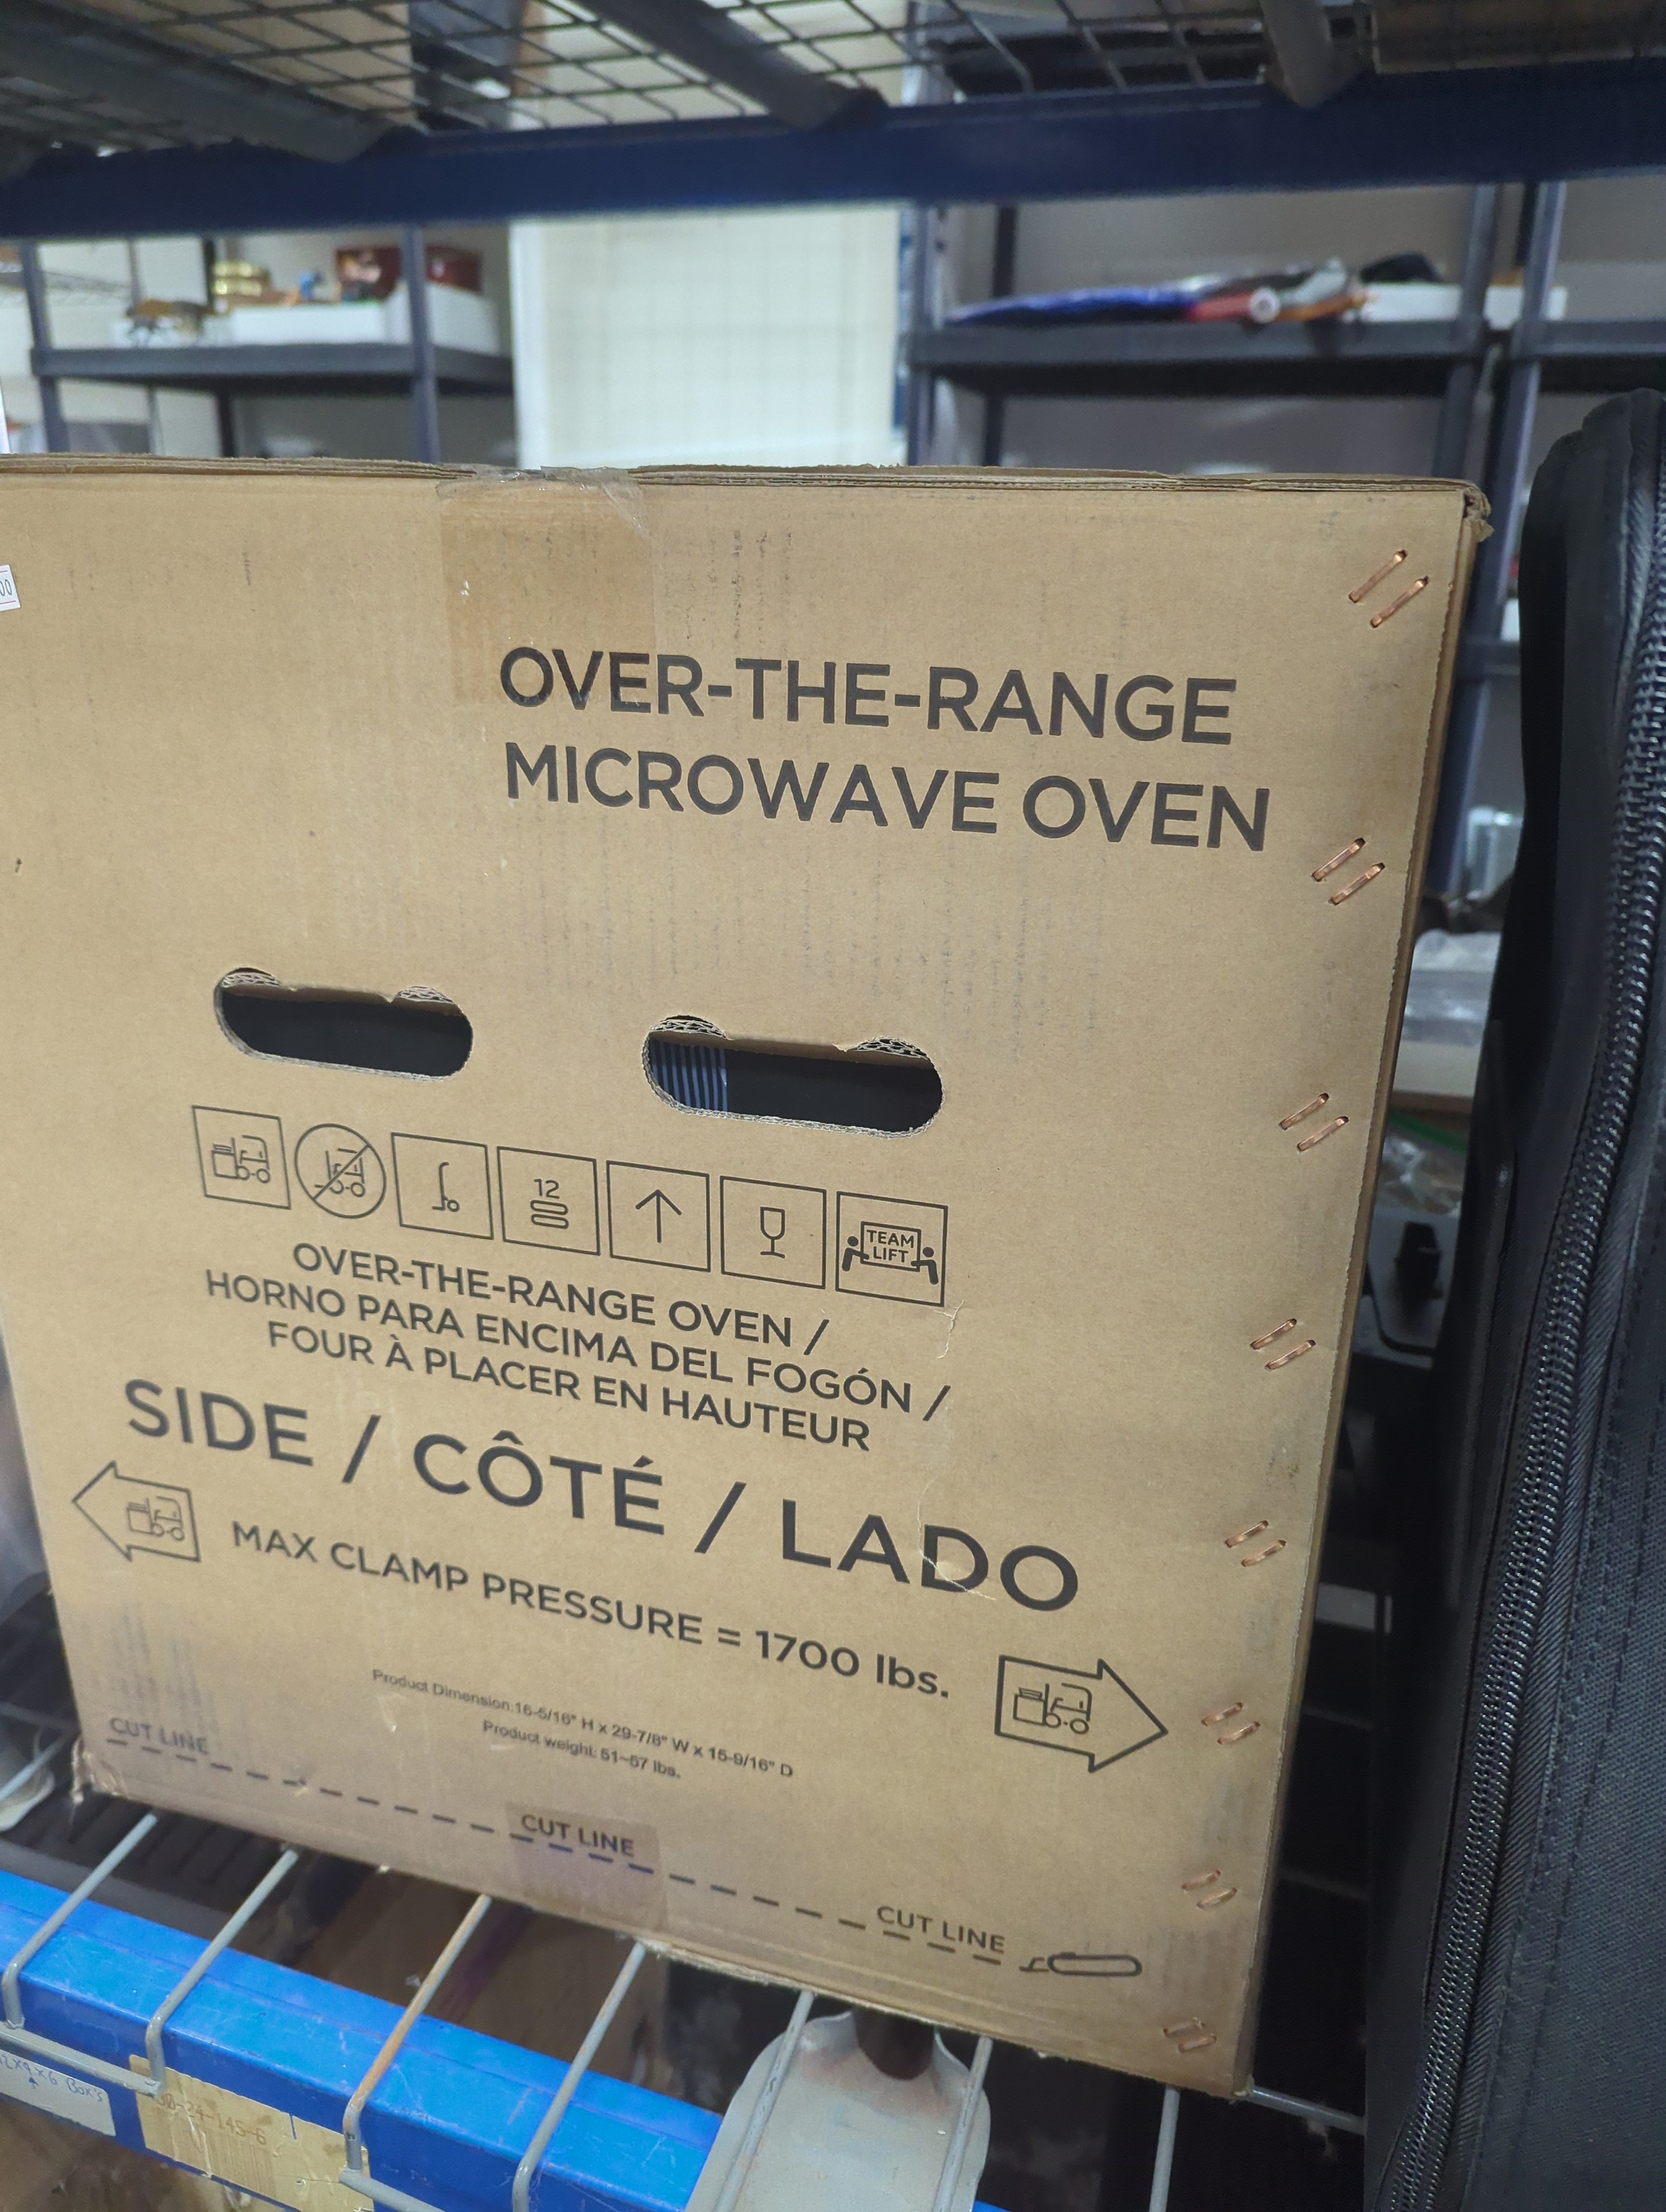 00
OVER-THE-RANGE
MICROWAVE OVEN
12
TEAM
LIFT
OVER-THE-RANGE OVEN /
HORNO PARA ENCIMA DEL FOGÓN /
FOUR À PLACER EN HAUTEUR
SIDE / CÔTÉ / LADO
MAX CLAMP PRESSURE = 1700 lbs.
Product Dimension:16-5/16" H x 29-7/8" W x 15-9/16" D
Product weight: 51~67 lbs.
CUT LINE
CUT LINE
CUT LINE